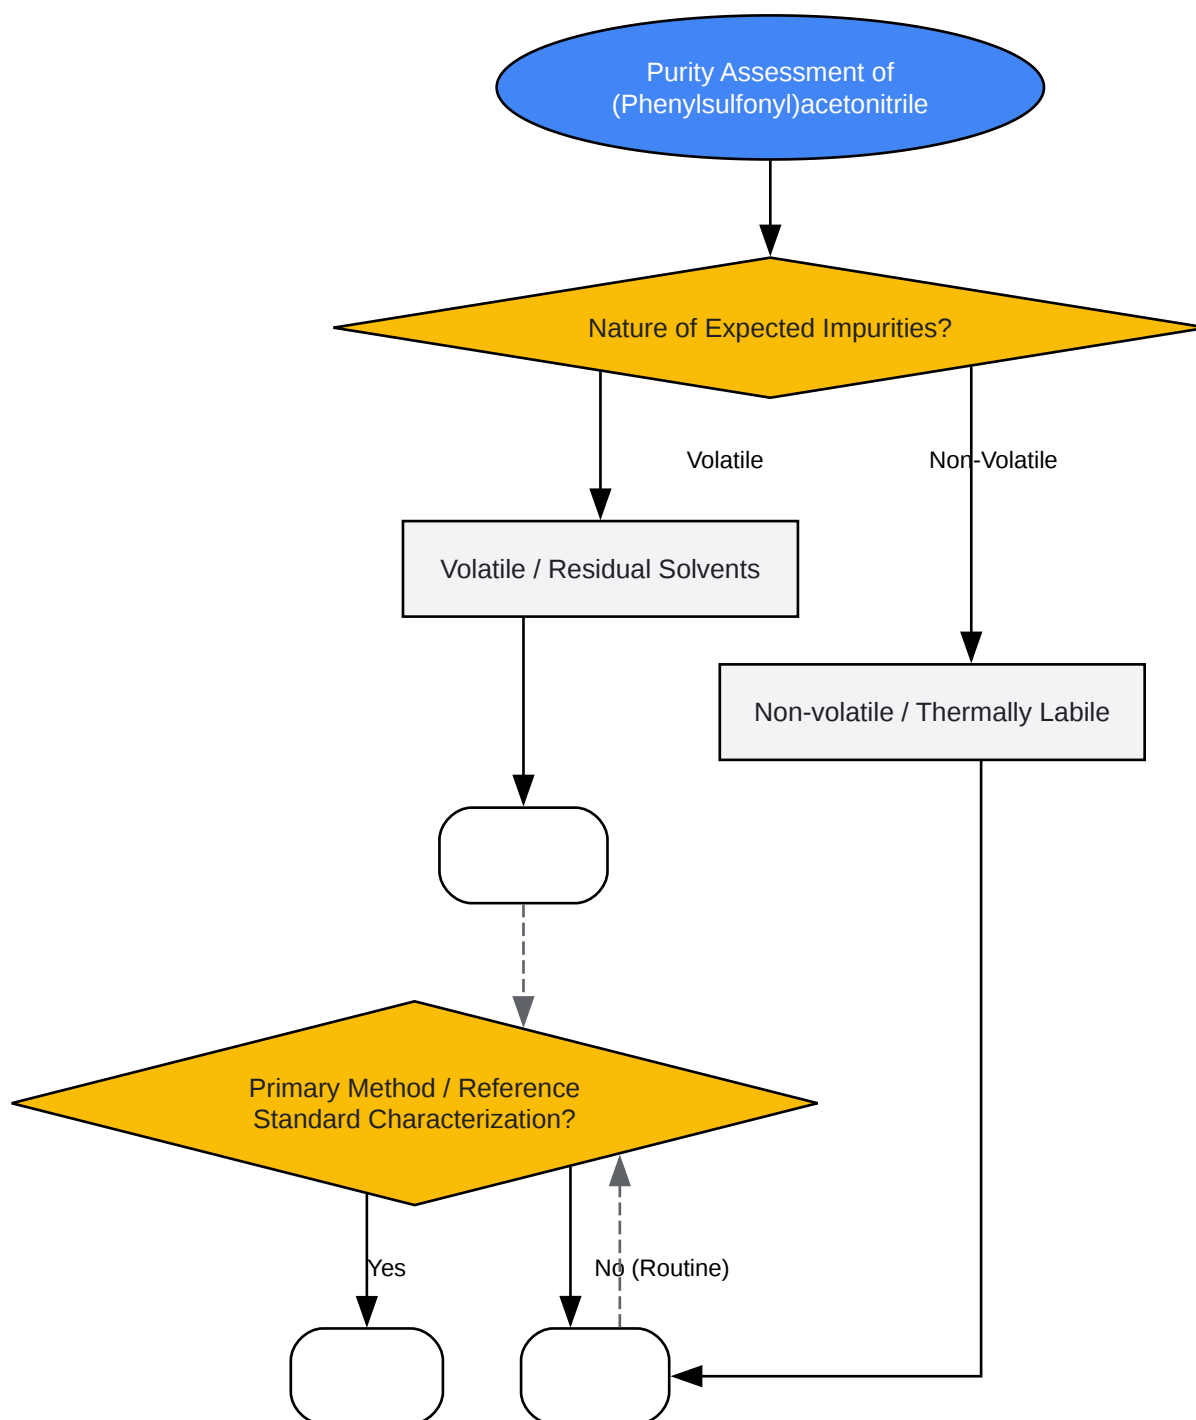 Purity Assessment of
(Phenylsulfonyl)acetonitrile
Nature of Expected Impurities?
Volatile
Non-Volatile
Volatile / Residual Solvents
Non-volatile / Thermally Labile
Primary Method / Reference
Standard Characterization?
Yes
No (Routine)